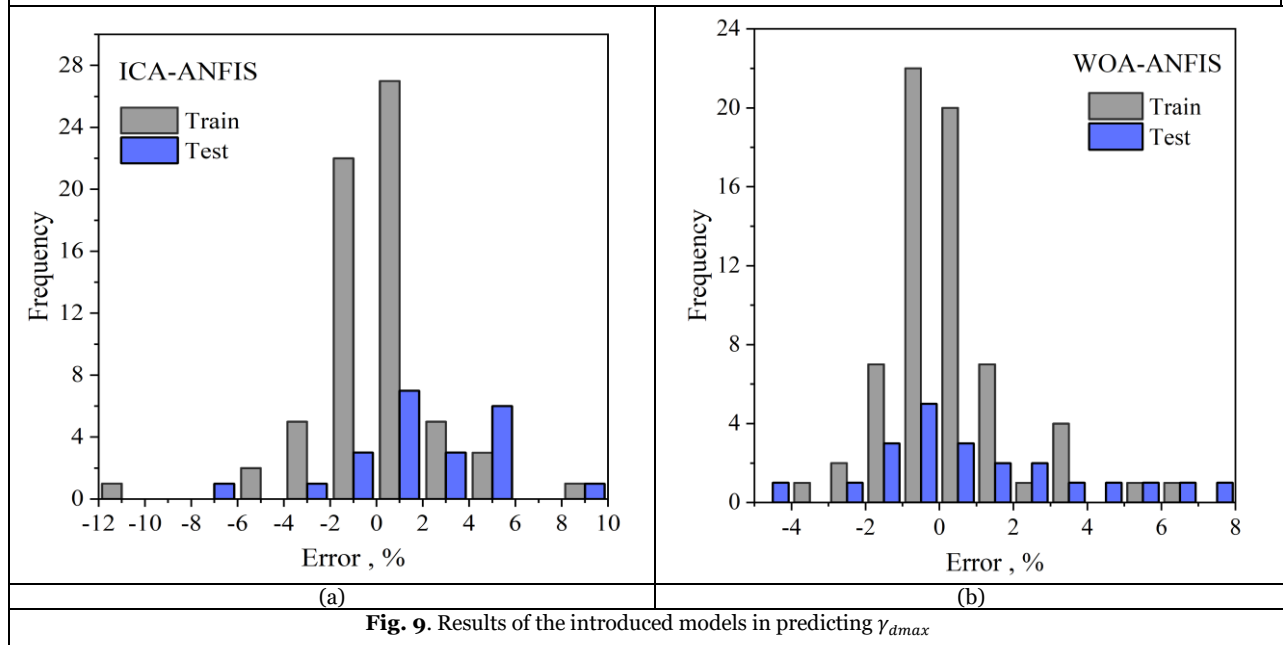 ICA-ANFIS
Train
Test
Frequency
28
24
20
16
12
8
4
0
-12 -10 -8 -6 -4 -2 0 2 4 6 8 10
Error , %
WOA-ANFIS
Train
Test
Frequency
24
20
16
12
8
4
0
-4 -2 0 2 4 6 8
Error , %
(a) (b)
Fig. 9. Results of the introduced models in predicting γdmax